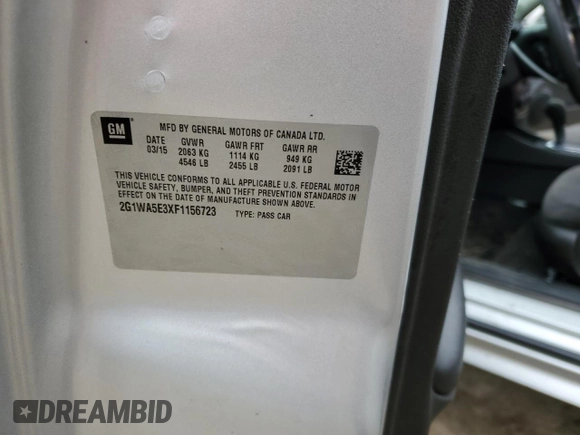 GM
MFD BY GENERAL MOTORS OF CANADA LTD.
DATE GVWR GAWR FRT GAWR RR
03/15 2063 KG 1114 KG 949 KG
4546 LB 2455 LB 2091 LB
THIS VEHICLE CONFORMS TO ALL APPLICABLE U.S. FEDERAL MOTOR
VEHICLE SAFETY, BUMPER, AND THEFT PREVENTION STANDARDS IN
EFFECT ON THE DATE OF MANUFACTURE SHOWN ABOVE.
2G1WA5E3XF1156723 TYPE: PASS CAR
DREAMBID